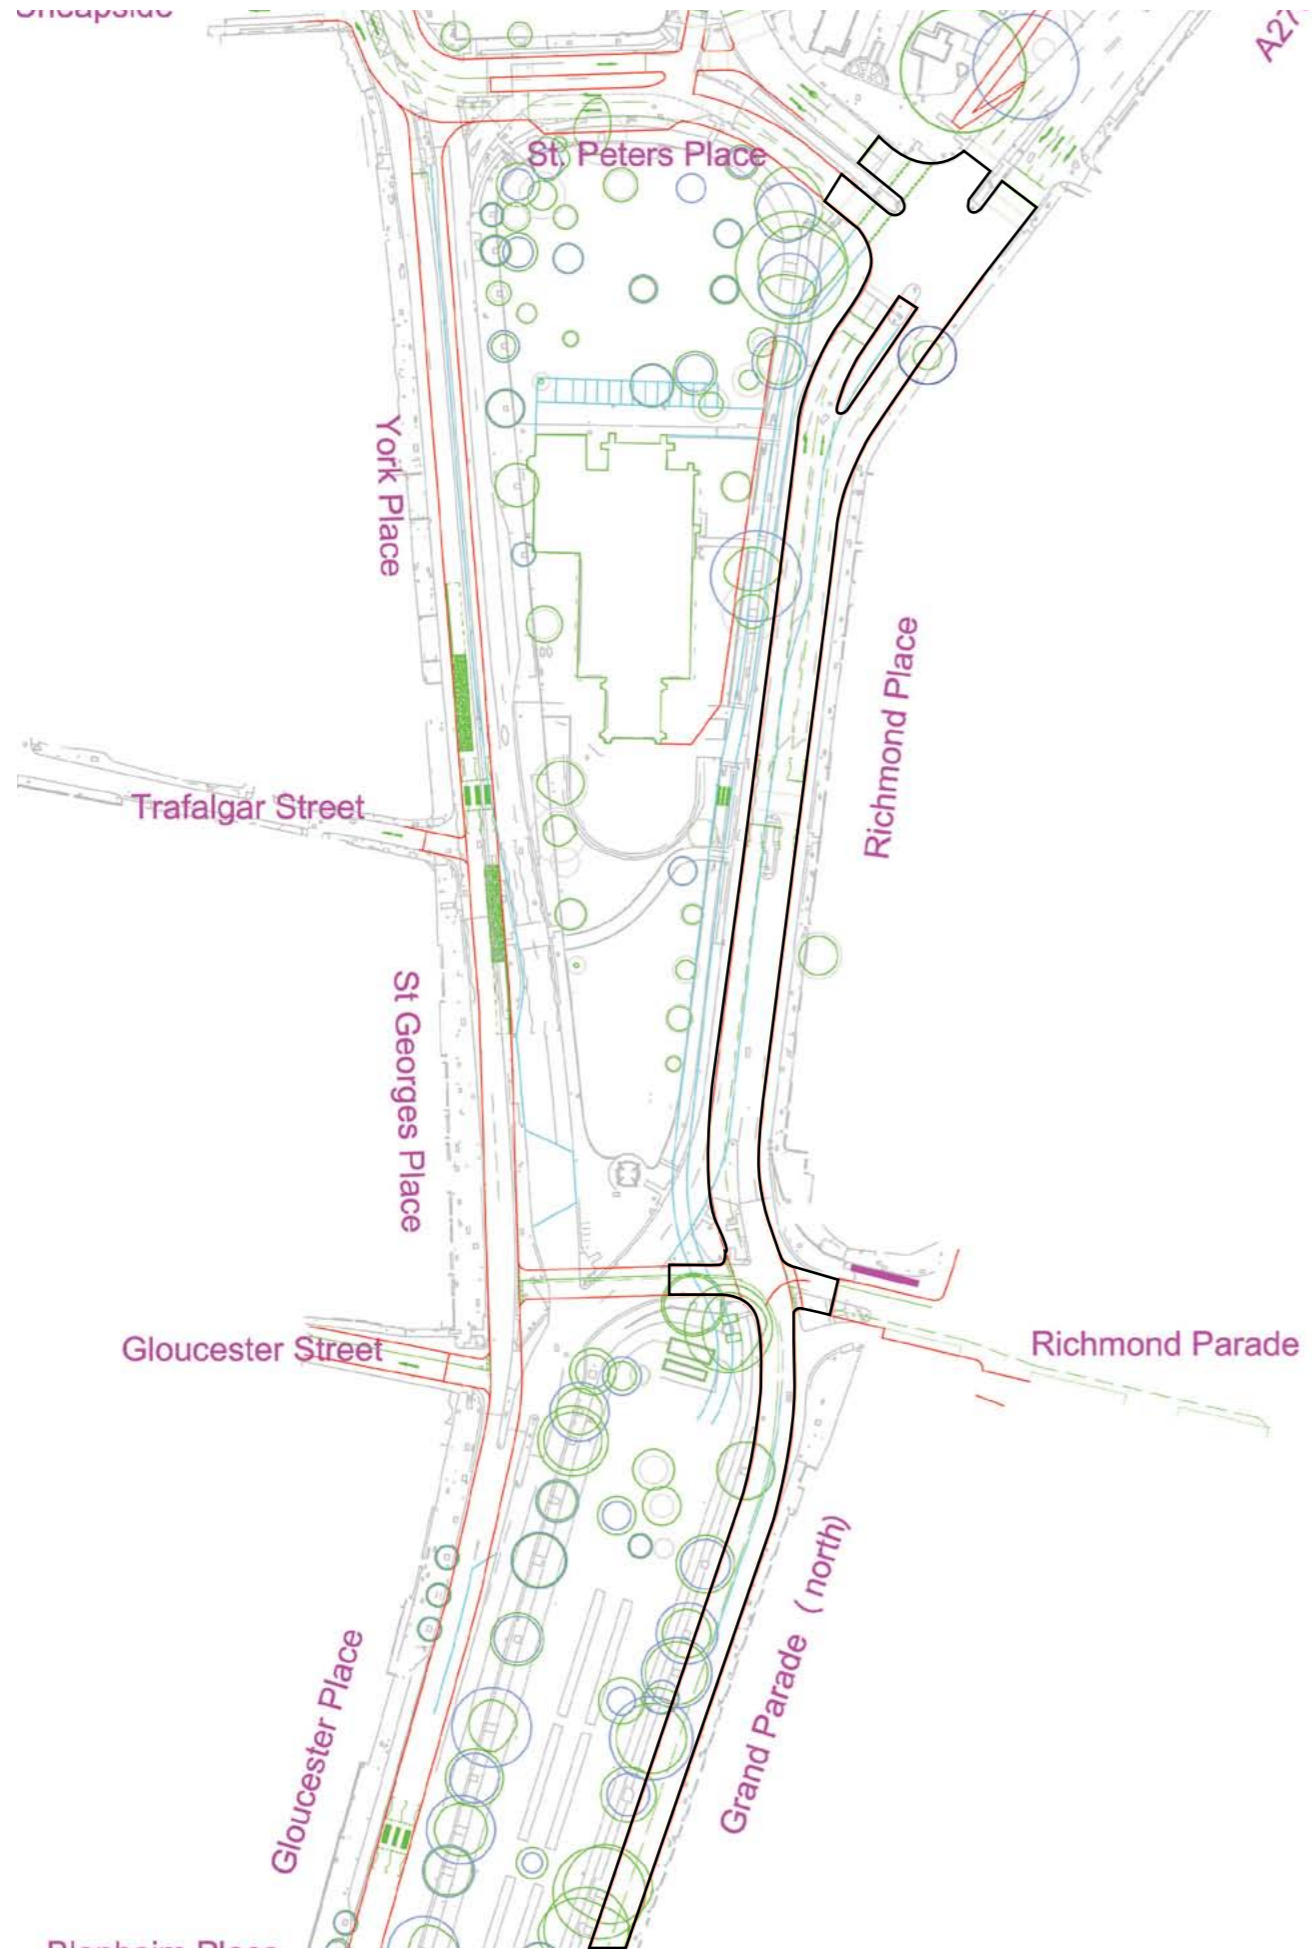 St. Peters Place
York Place
Richmond Place
Trafalgar Street
St Georges Place
Gloucester Street
Richmond Parade
Grand Parade ( north)
Gloucester Place